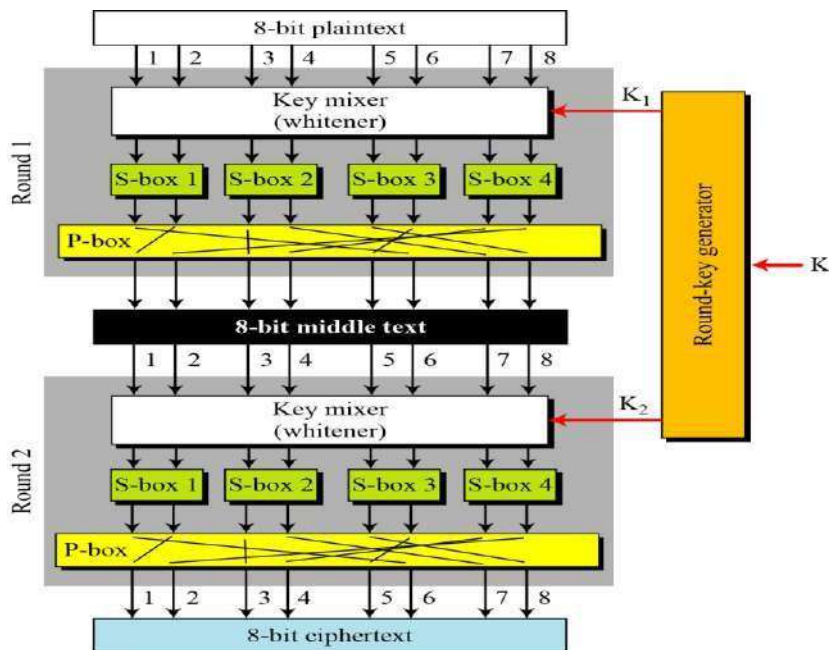 8-bit plaintext
1 2 3 4 5 6 7 8
Key mixer
(whitener)
K1
Round 1
S-box 1 S-box 2 S-box 3 S-box 4
P-box
Round-key generator
K
8-bit middle text
1 2 3 4 5 6 7 8
Key mixer
(whitener)
K2
Round 2
S-box 1 S-box 2 S-box 3 S-box 4
P-box
1 2 3 4 5 6 7 8
8-bit ciphertext